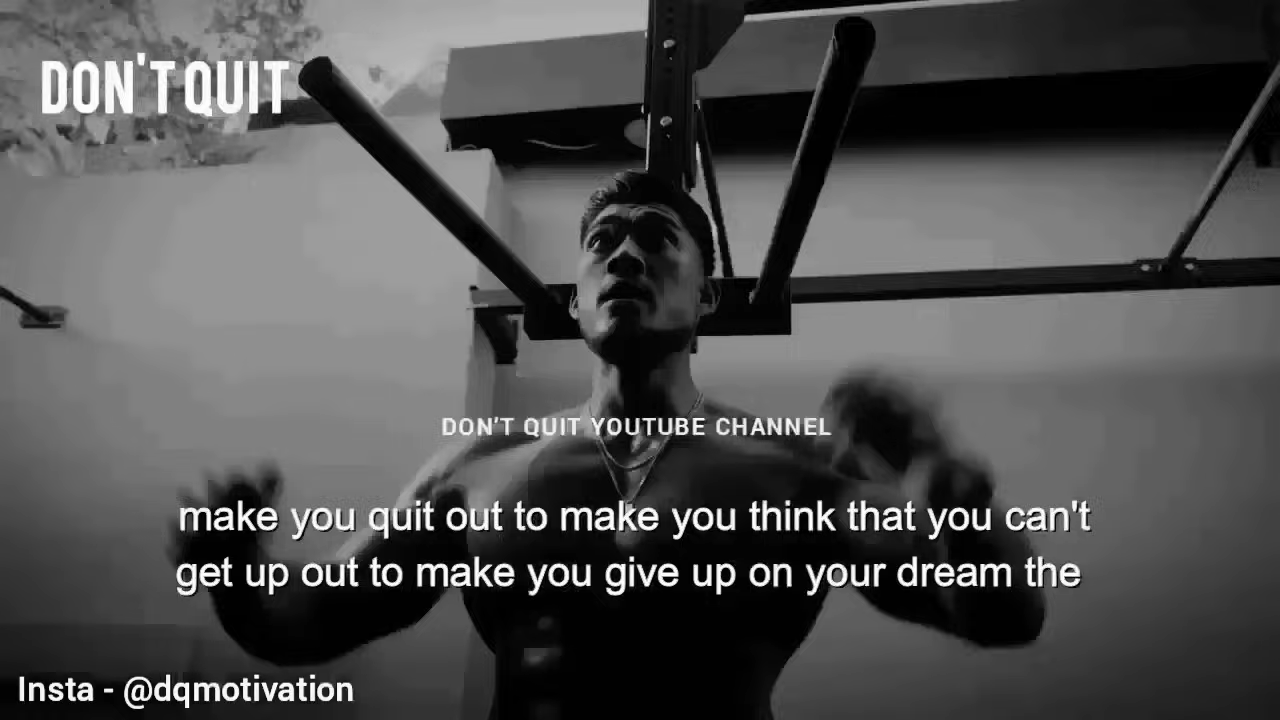 DON'T QUIT
DON'T QUIT YOUTUBE CHANNEL
make you quit out to make you think that you can't
get up out to make you give up on your dream the
Insta - @dqmotivation